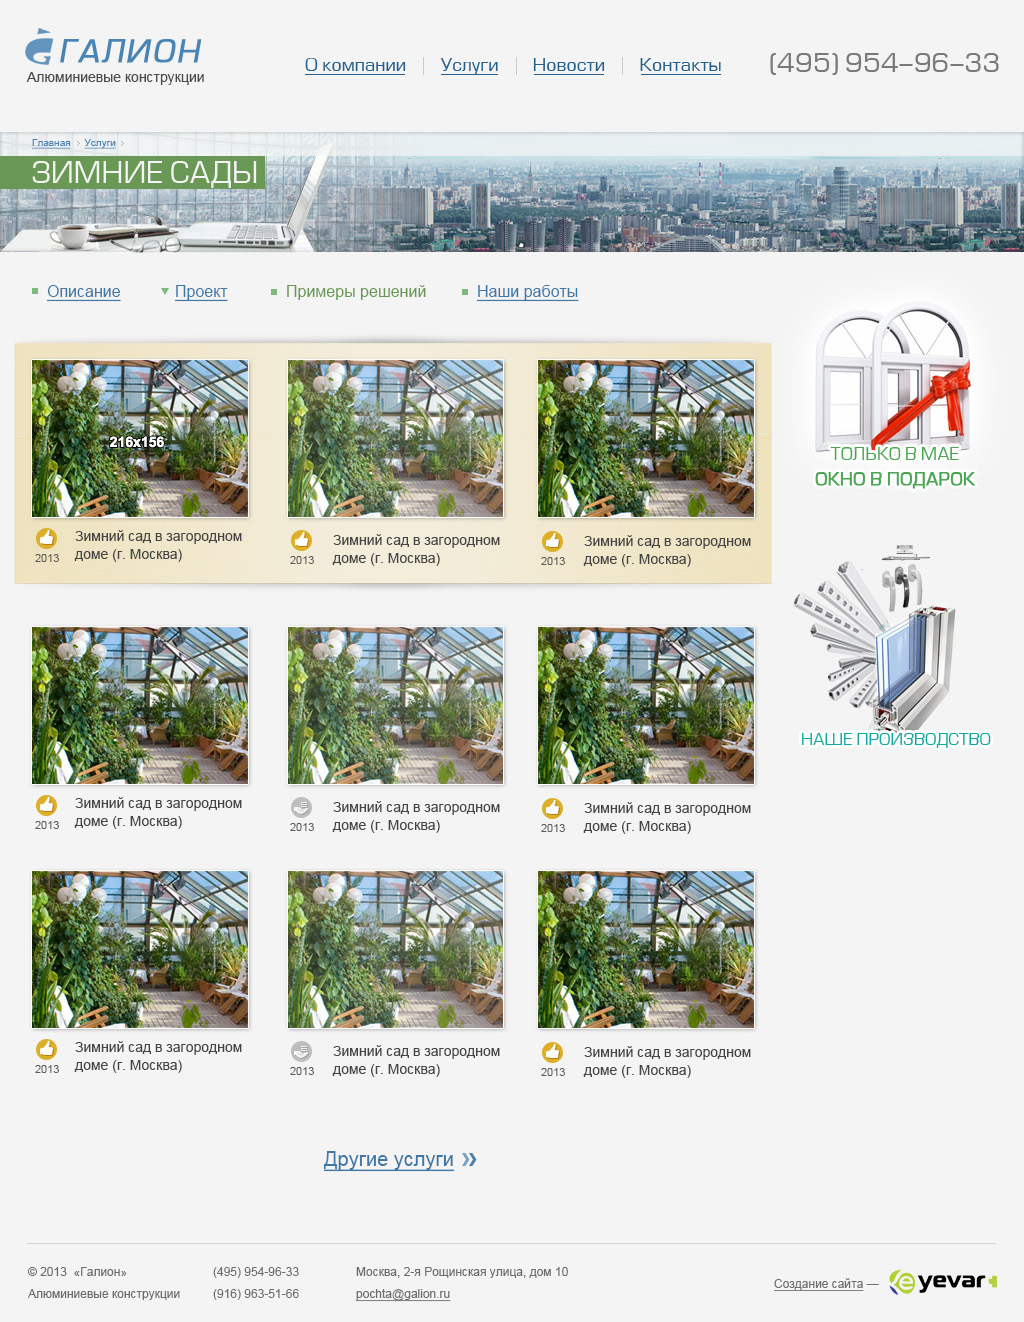 ГАЛИОН
Алюминиевые конструкции
О компании
Услуги
Новости
Контакты
(495) 954–96–33
Главная
Услуги
ЗИМНИЕ САДЫ
Описание
Проект
Примеры решений
Наши работы
216x156
2013
Зимний сад в загородном
доме (г. Москва)
2013
Зимний сад в загородном
доме (г. Москва)
2013
Зимний сад в загородном
доме (г. Москва)
ТОЛЬКО В МАЕ
ОКНО В ПОДАРОК
2013
Зимний сад в загородном
доме (г. Москва)
2013
Зимний сад в загородном
доме (г. Москва)
2013
Зимний сад в загородном
доме (г. Москва)
НАШЕ ПРОИЗВОДСТВО
2013
Зимний сад в загородном
доме (г. Москва)
2013
Зимний сад в загородном
доме (г. Москва)
2013
Зимний сад в загородном
доме (г. Москва)
Другие услуги »
© 2013 «Галион»
Алюминиевые конструкции
(495) 954-96-33
(916) 963-51-66
Москва, 2-я Рощинская улица, дом 10
pochta@galion.ru
Создание сайта —
eyevar